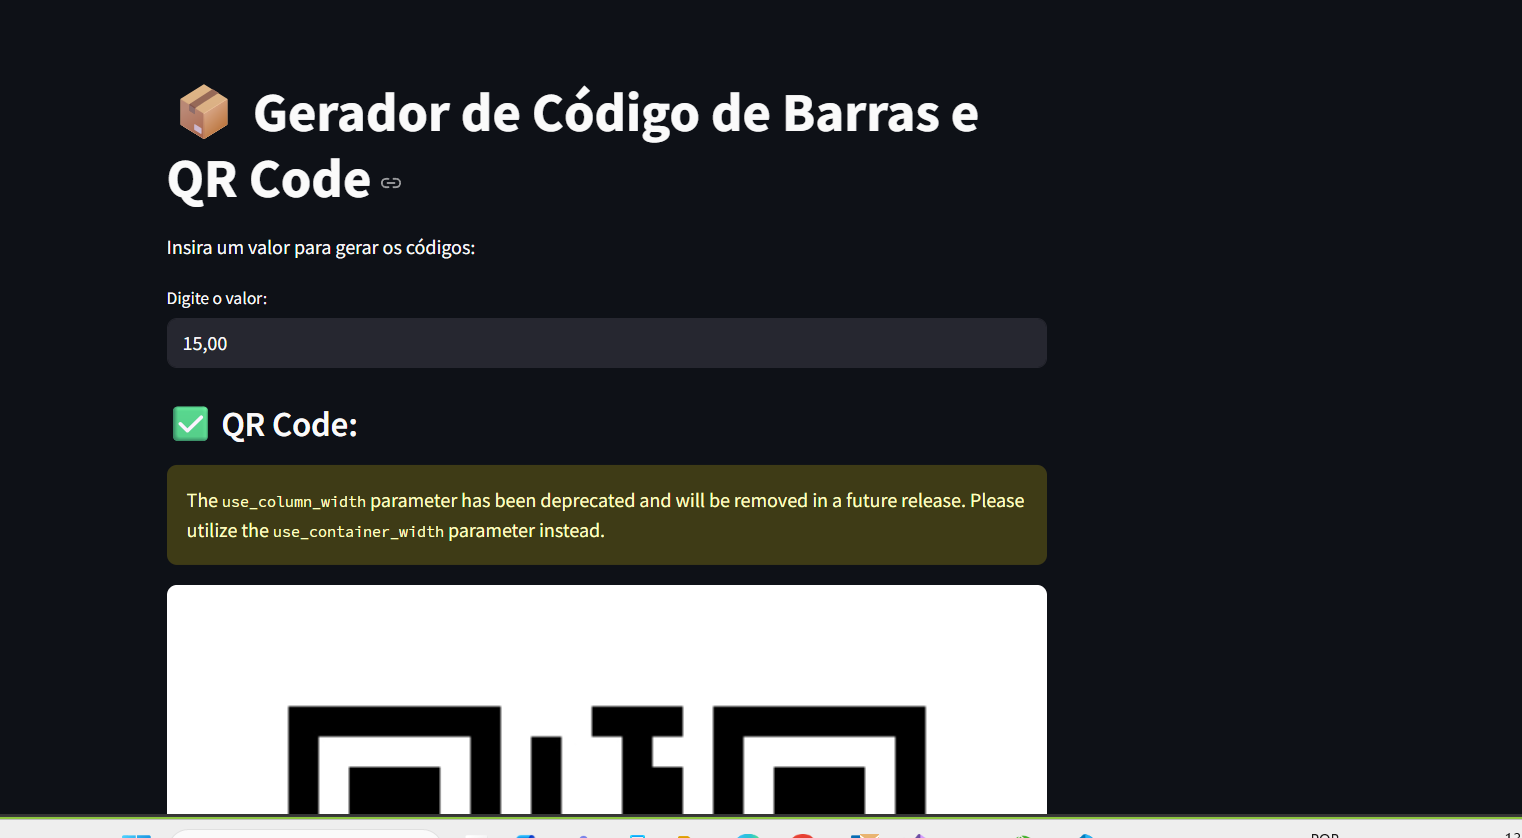 📦 Gerador de Código de Barras e
QR Code
Insira um valor para gerar os códigos:
Digite o valor:
15,00
✅ QR Code:
The use_column_width parameter has been deprecated and will be removed in a future release. Please
utilize the use_container_width parameter instead.